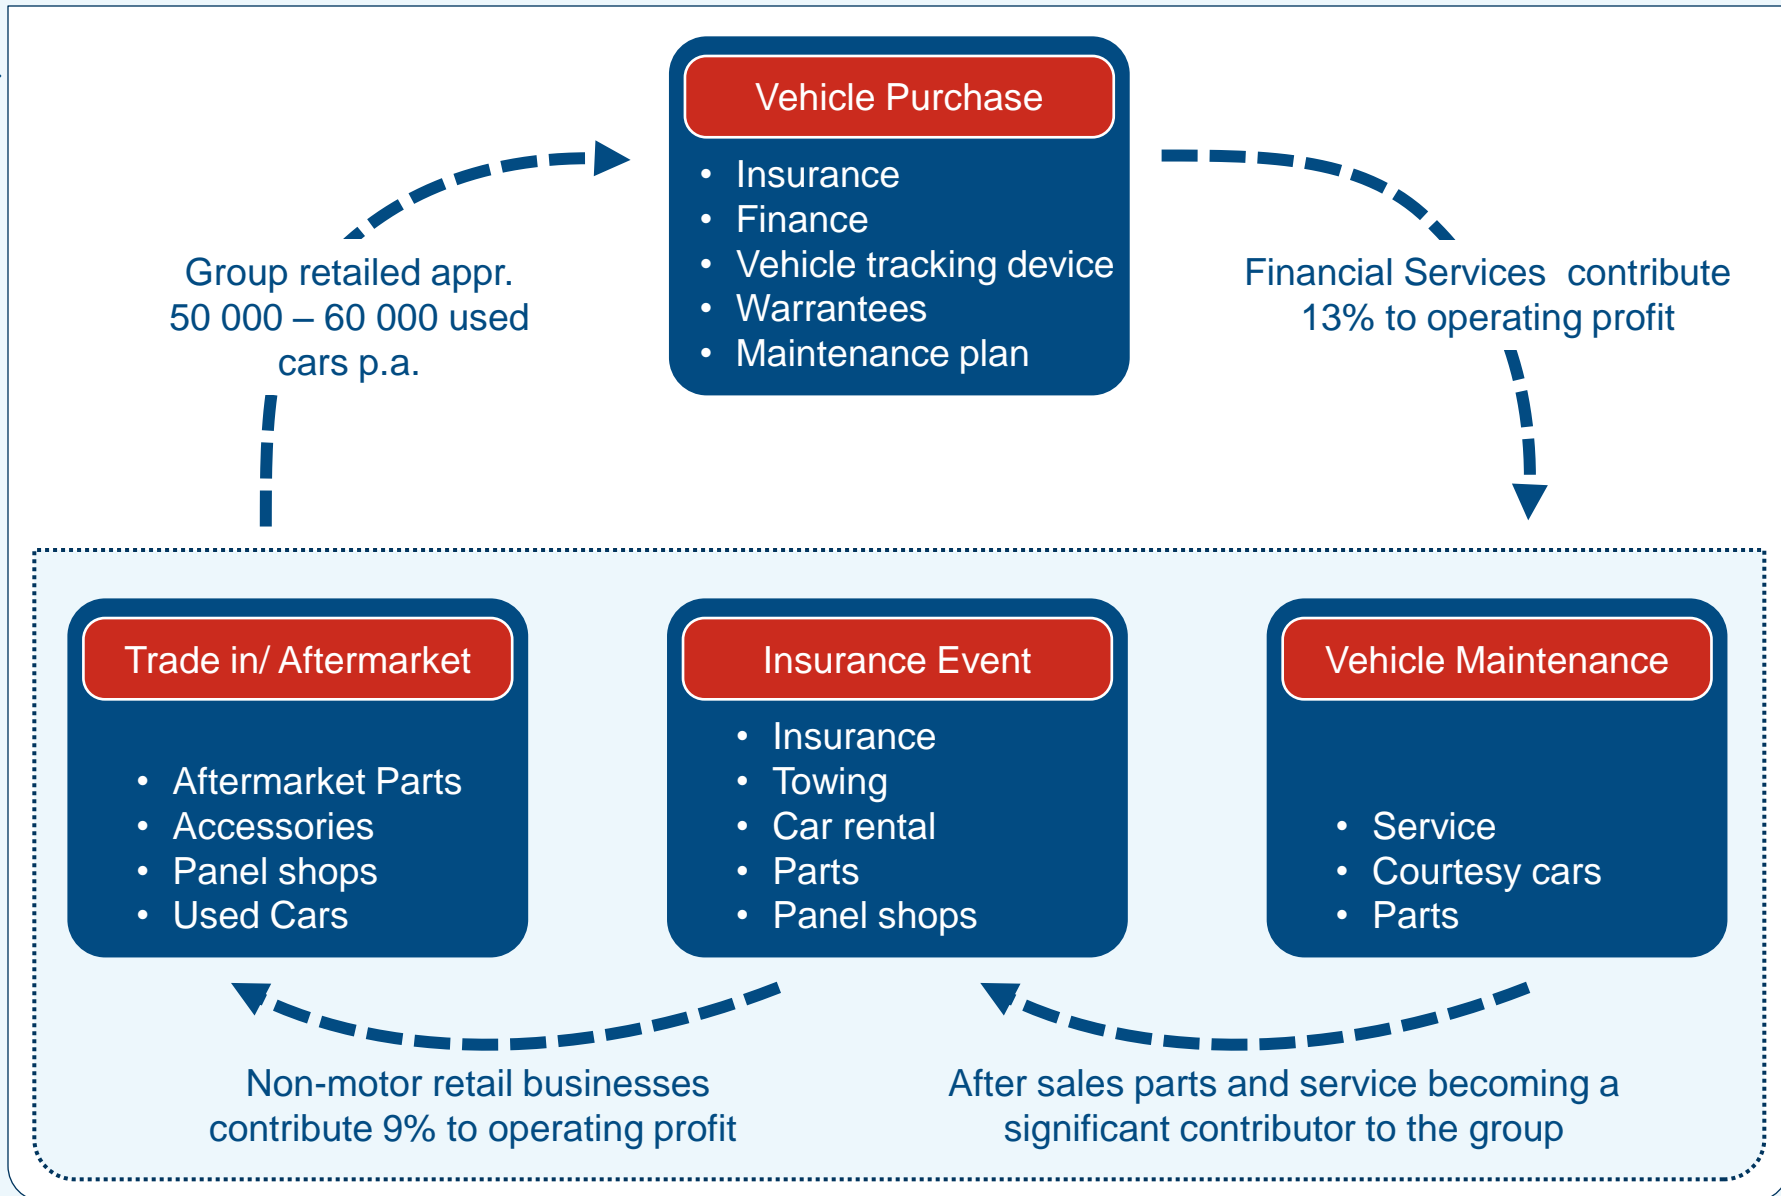 Vehicle Purchase
• Insurance
• Finance
• Vehicle tracking device
• Warrantees
• Maintenance plan
Group retailed appr.
50 000 – 60 000 used
cars p.a.
Financial Services  contribute
13% to operating profit
Trade in/ Aftermarket
• Aftermarket Parts
• Accessories
• Panel shops
• Used Cars
Insurance Event
• Insurance
• Towing
• Car rental
• Parts
• Panel shops
Vehicle Maintenance
• Service
• Courtesy cars
• Parts
Non-motor retail businesses
contribute 9% to operating profit
After sales parts and service becoming a
significant contributor to the group